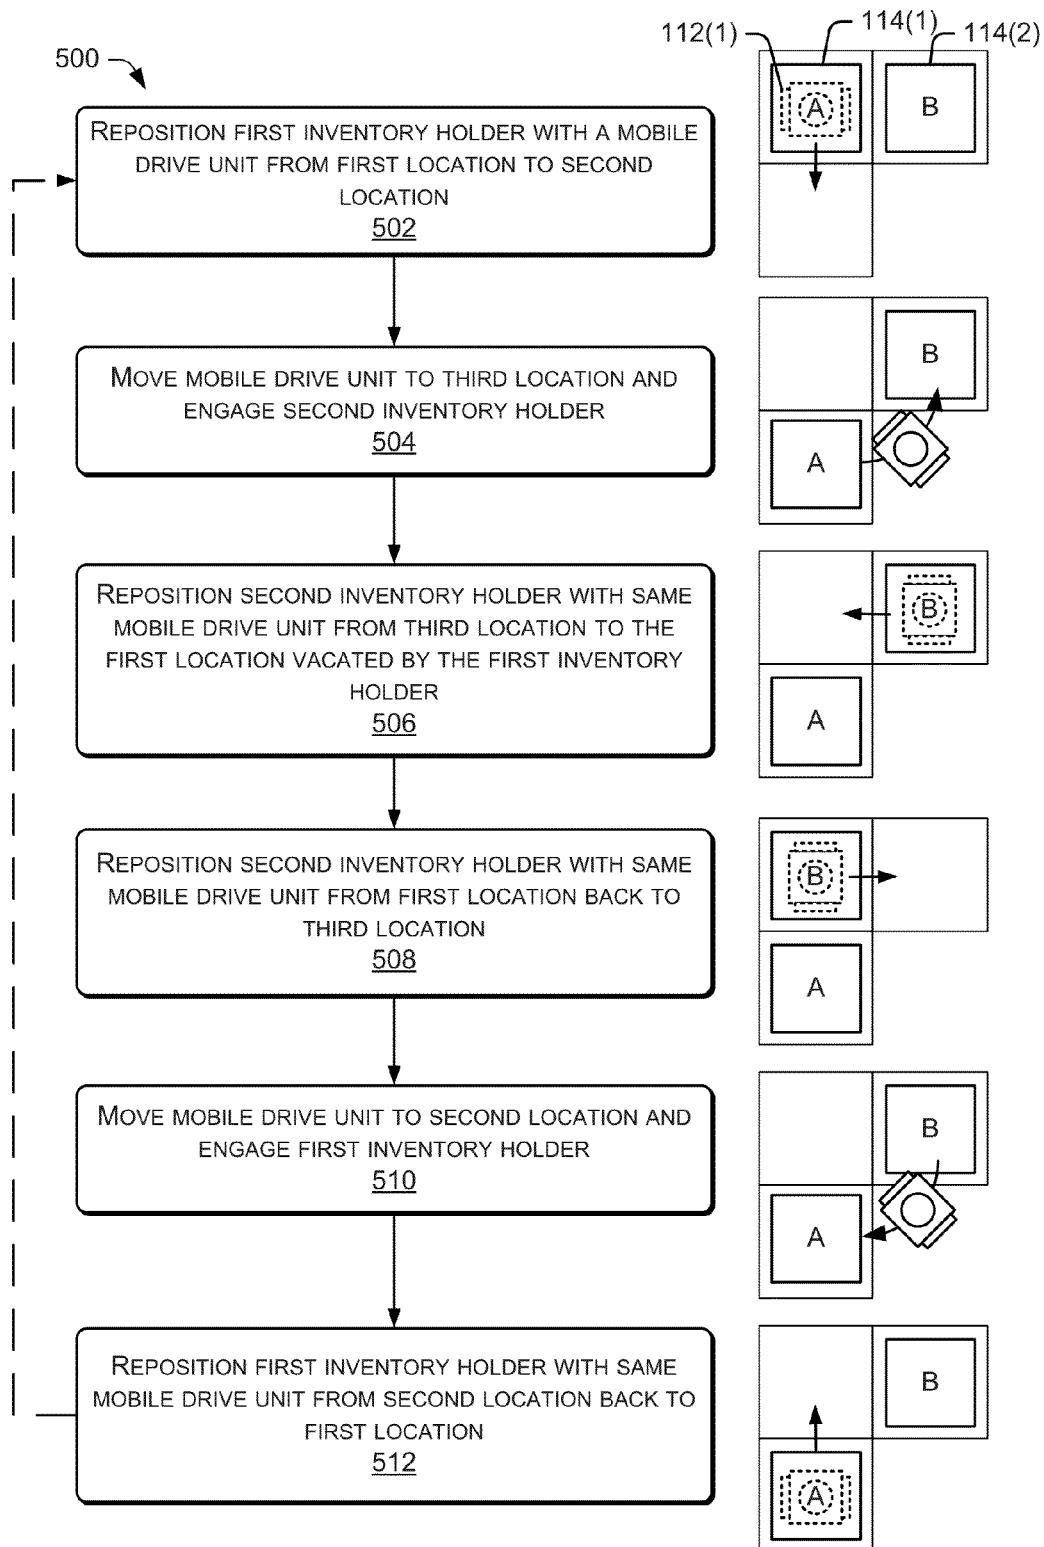 500
112(1)
114(1)
114(2)
REPOSITION FIRST INVENTORY HOLDER WITH A MOBILE
DRIVE UNIT FROM FIRST LOCATION TO SECOND
LOCATION
502
A
B
MOVE MOBILE DRIVE UNIT TO THIRD LOCATION AND
ENGAGE SECOND INVENTORY HOLDER
504
B
A
REPOSITION SECOND INVENTORY HOLDER WITH SAME
MOBILE DRIVE UNIT FROM THIRD LOCATION TO THE
FIRST LOCATION VACATED BY THE FIRST INVENTORY
HOLDER
506
B
A
REPOSITION SECOND INVENTORY HOLDER WITH SAME
MOBILE DRIVE UNIT FROM FIRST LOCATION BACK TO
THIRD LOCATION
508
B
A
MOVE MOBILE DRIVE UNIT TO SECOND LOCATION AND
ENGAGE FIRST INVENTORY HOLDER
510
B
A
REPOSITION FIRST INVENTORY HOLDER WITH SAME
MOBILE DRIVE UNIT FROM SECOND LOCATION BACK TO
FIRST LOCATION
512
B
A